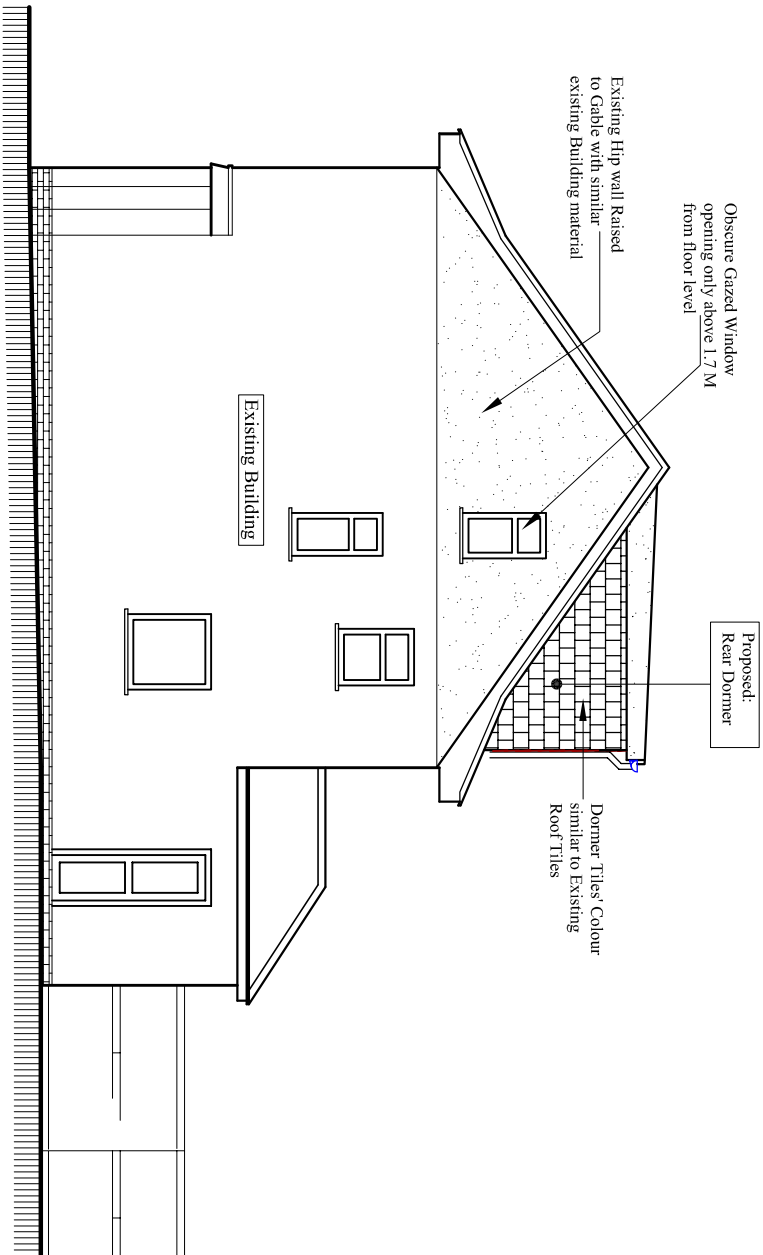 Proposed:
Rear Dormer
Obscure Gazed Window
opening only above 1.7 M
from floor level
Existing Hip wall Raised
to Gable with similar
existing Building material
Dormer Tiles' Colour
similar to Existing
Roof Tiles
Existing Building